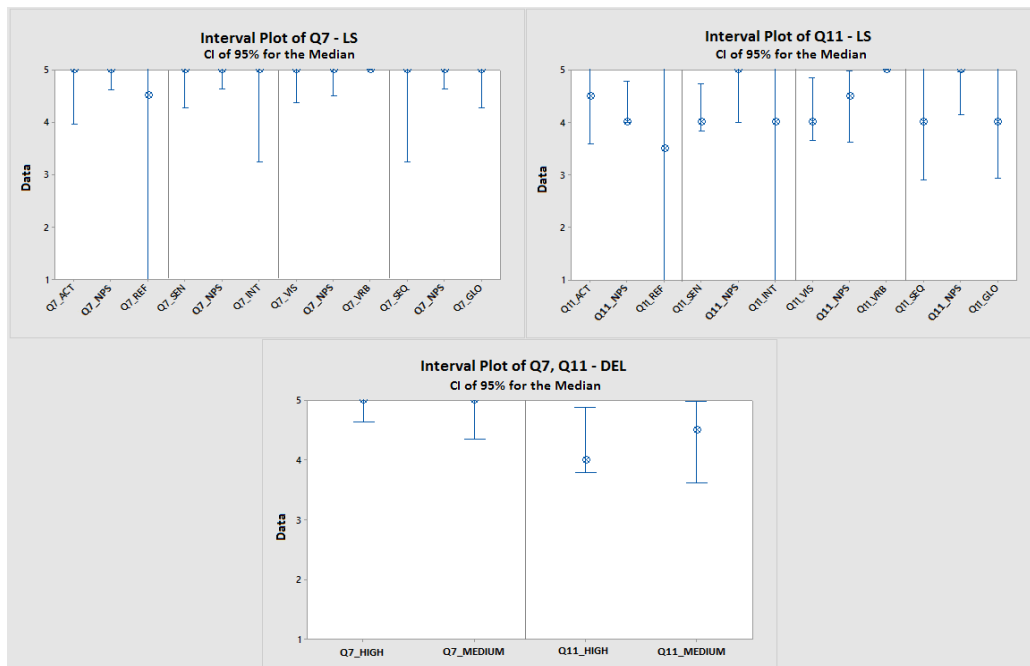 Interval Plot of Q7 - LS
CI of 95% for the Median
Data
5
4
3
2
1
Q7_ACT
Q7_NPS
Q7_REF
Q7_SEN
Q7_NPS
Q7_INT
Q7_VIS
Q7_NPS
Q7_VRB
Q7_SEQ
Q7_NPS
Q7_GLO
Interval Plot of Q11 - LS
CI of 95% for the Median
Data
5
4
3
2
1
Q11_ACT
Q11_NPS
Q11_REF
Q11_SEN
Q11_NPS
Q11_INT
Q11_VIS
Q11_NPS
Q11_VRB
Q11_SEQ
Q11_NPS
Q11_GLO
Interval Plot of Q7, Q11 - DEL
CI of 95% for the Median
Data
5
4
3
2
1
Q7_HIGH
Q7_MEDIUM
Q11_HIGH
Q11_MEDIUM